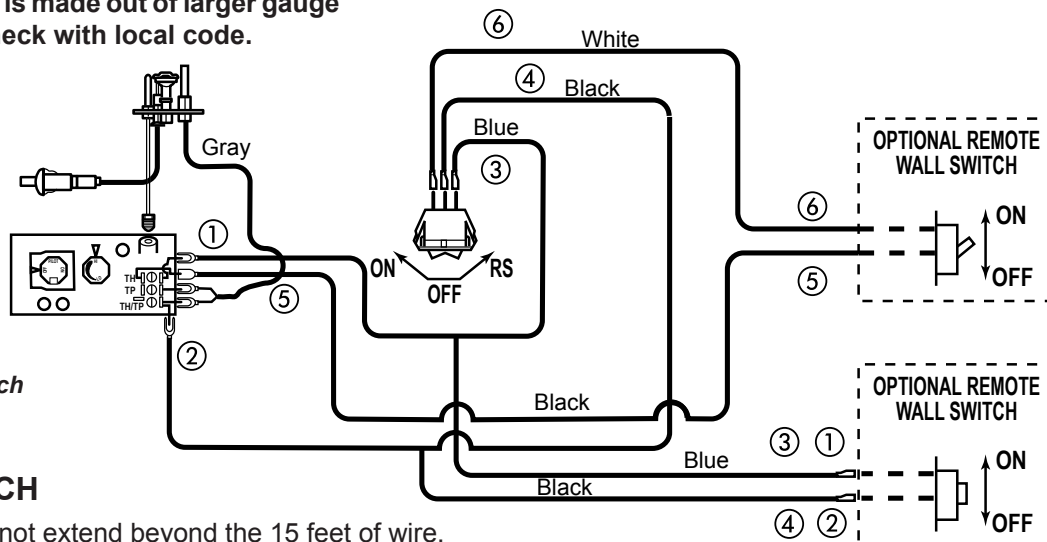 is made out of larger gauge
heck with local code.
⑥
White
④
Black
Blue
③
Gray
OPTIONAL REMOTE
WALL SWITCH
⑥
ON
OFF
⑤
①
ON
OFF
RS
TH
TP
TH/TP
⑤
②
ch
Black
OPTIONAL REMOTE
WALL SWITCH
③ ①
Blue
ON
Black
④ ②
OFF
CH
not extend beyond the 15 feet of wire.